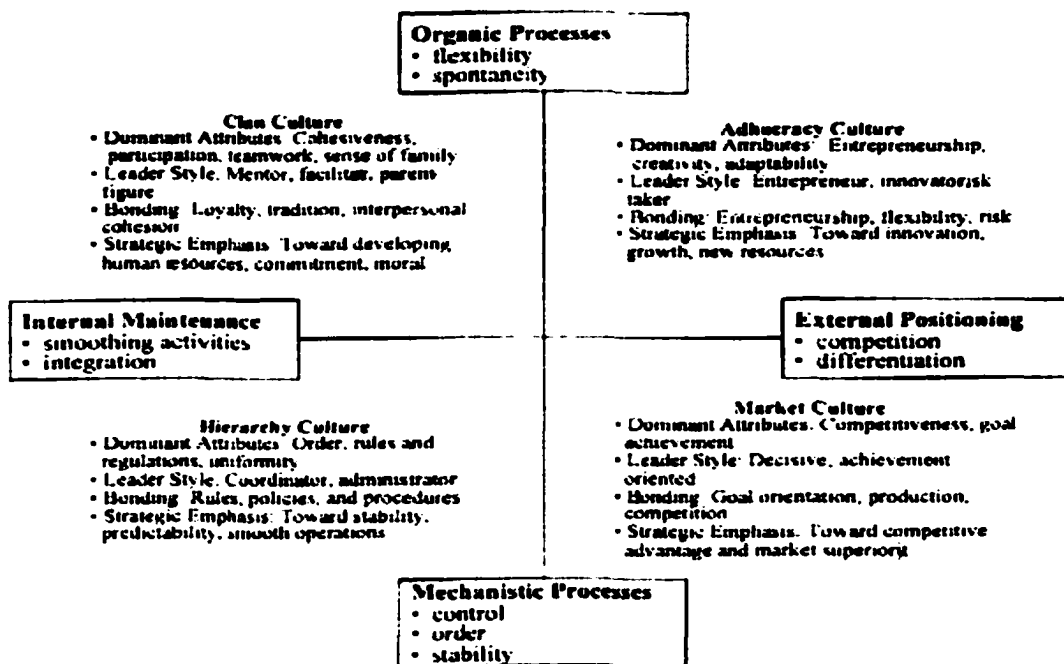 Organic Processes
• flexibility
• spontaneity
Clan Culture
• Dominant Attributes: Cohesiveness,
participation, teamwork, sense of family
• Leader Style: Mentor, facilitator, parent-
figure
• Bonding: Loyalty, tradition, interpersonal
cohesion
• Strategic Emphasis: Toward developing
human resources, commitment, moral
Adhocracy Culture
• Dominant Attributes: Entrepreneurship,
creativity, adaptability
• Leader Style: Entrepreneur, innovator, risk
taker
• Bonding: Entrepreneurship, flexibility, risk
• Strategic Emphasis: Toward innovation,
growth, new resources
Internal Maintenance
• smoothing activities
• integration
External Positioning
• competition
• differentiation
Hierarchy Culture
• Dominant Attributes: Order, rules and
regulations, uniformity
• Leader Style: Coordinator, administrator
• Bonding: Rules, policies, and procedures
• Strategic Emphasis: Toward stability,
predictability, smooth operations
Market Culture
• Dominant Attributes: Competitiveness, goal
achievement
• Leader Style: Decisive, achievement
oriented
• Bonding: Goal orientation, production,
competition
• Strategic Emphasis: Toward competitive
advantage and market superiorit
Mechanistic Processes
• control
• order
• stability